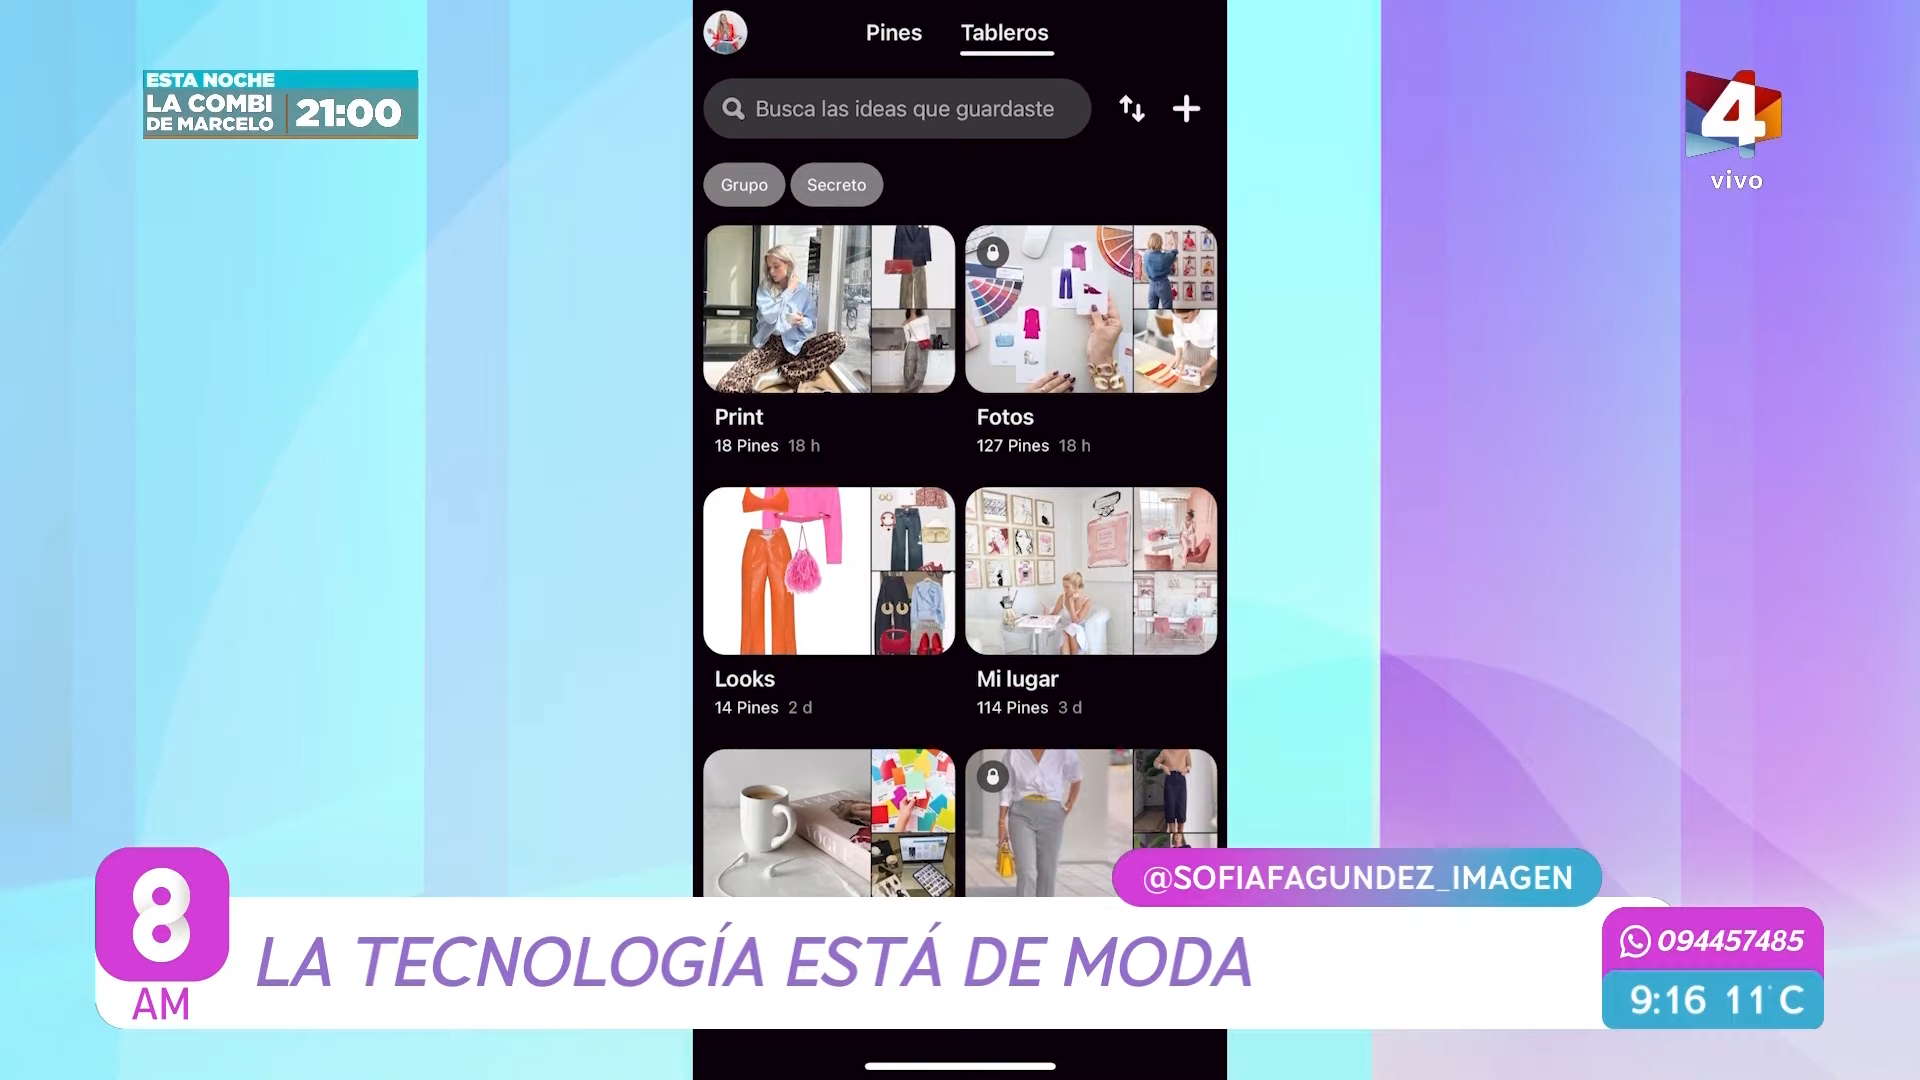 ESTA NOCHE
LA COMBI
DE MARCELO
21:00
Pines
Tableros
Busca las ideas que guardaste
Grupo
Secreto
4
vivo
Print
18 Pines 18 h
Fotos
127 Pines 18 h
Looks
14 Pines 2 d
Mi lugar
114 Pines 3 d
VOGUE
@SOFIAFAGUNDEZ_IMAGEN
8
AM
LA TECNOLOGÍA ESTÁ DE MODA
094457485
9:16 11°C